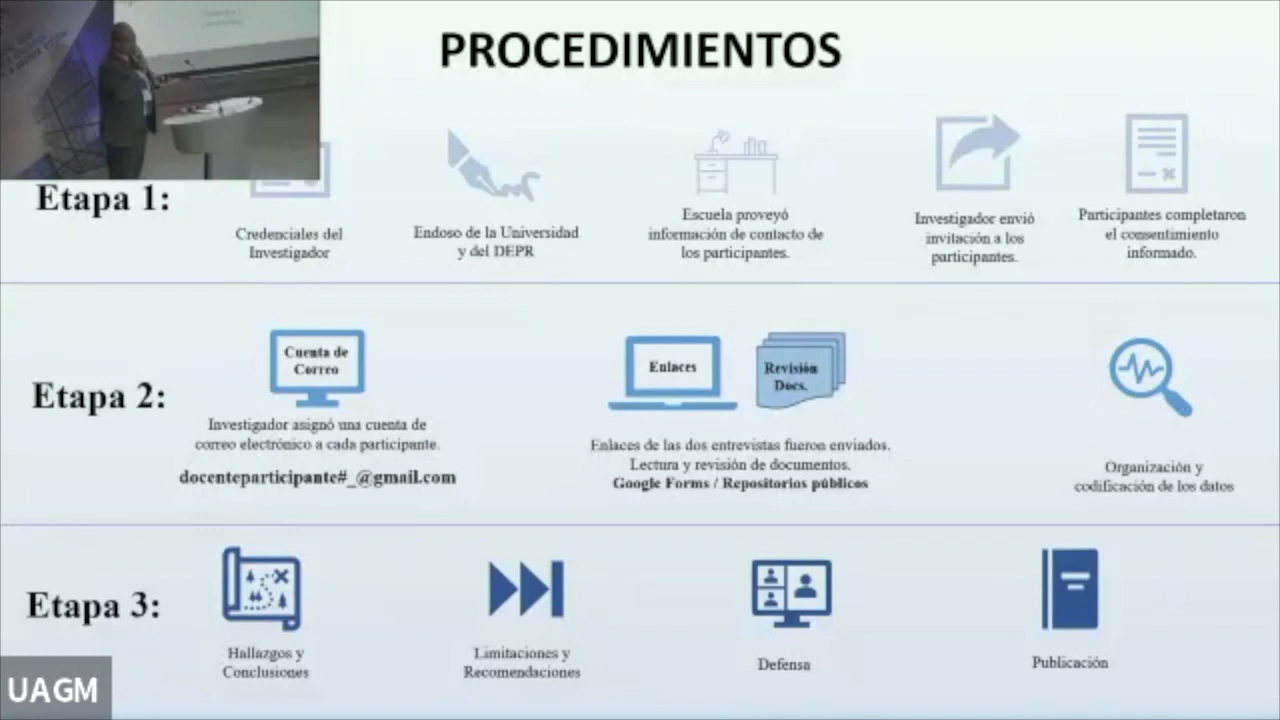 PROCEDIMIENTOS
Etapa 1:
Credenciales del
Investigador
Endoso de la Universidad
y del DEPR
Escuela proveyó
información de contacto de
los participantes.
Investigador envió
invitación a los
participantes.
Participantes completaron
el consentimiento
informado.
Etapa 2:
Cuenta de
Correo
Investigador asignó una cuenta de
correo electrónico a cada participante.
docenteparticipante#_@gmail.com
Enlaces
Revisión
Docs.
Enlaces de las dos entrevistas fueron enviados.
Lectura y revisión de documentos.
Google Forms / Repositorios públicos
Organización y
codificación de los datos
Etapa 3:
Hallazgos y
Conclusiones
Limitaciones y
Recomendaciones
Defensa
Publicación
UAGM